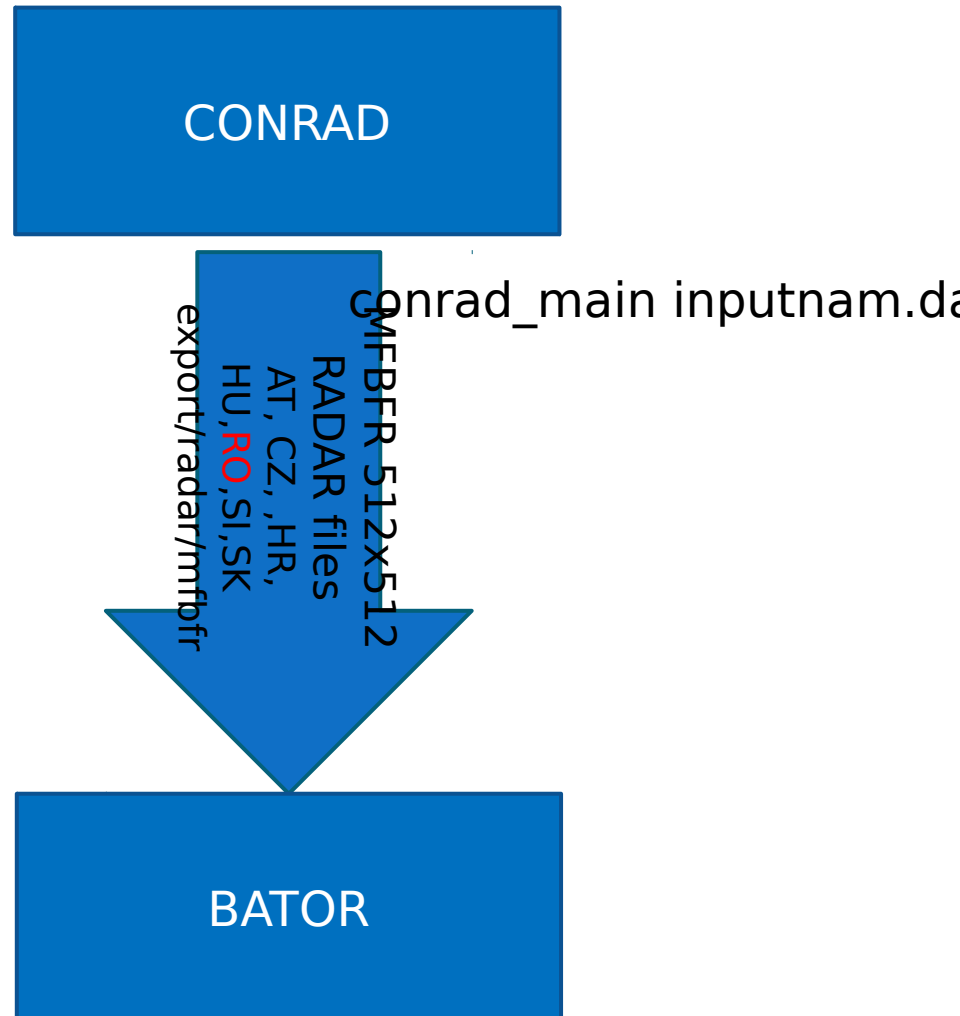 CONRAD
conrad_main inputnam.da
MFBFR 512x512
RADAR files
AT, CZ, ,HR,
HU,RO,SI,SK
export/radar/mfbfr
BATOR